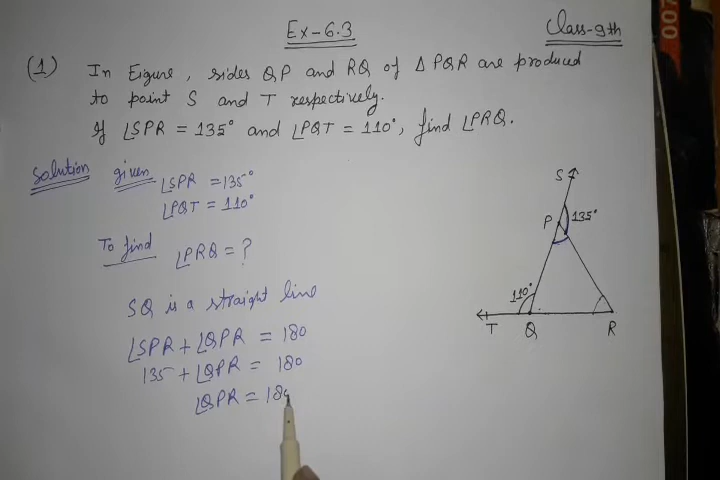 Ex-6.3
Class-9th
(1) In Figure, sides QP and RQ of Δ PQR are produced
to point S and T respectively.
If ∠SPR = 135° and ∠PQT = 110°, find ∠PRQ.
Solution given ∠SPR = 135°
∠PQT = 110°
To find ∠PRQ = ?
SQ is a straight line
∠SPR + ∠QPR = 180
135 + ∠QPR = 180
∠QPR = 180
S
P 135°
110°
T Q R
007